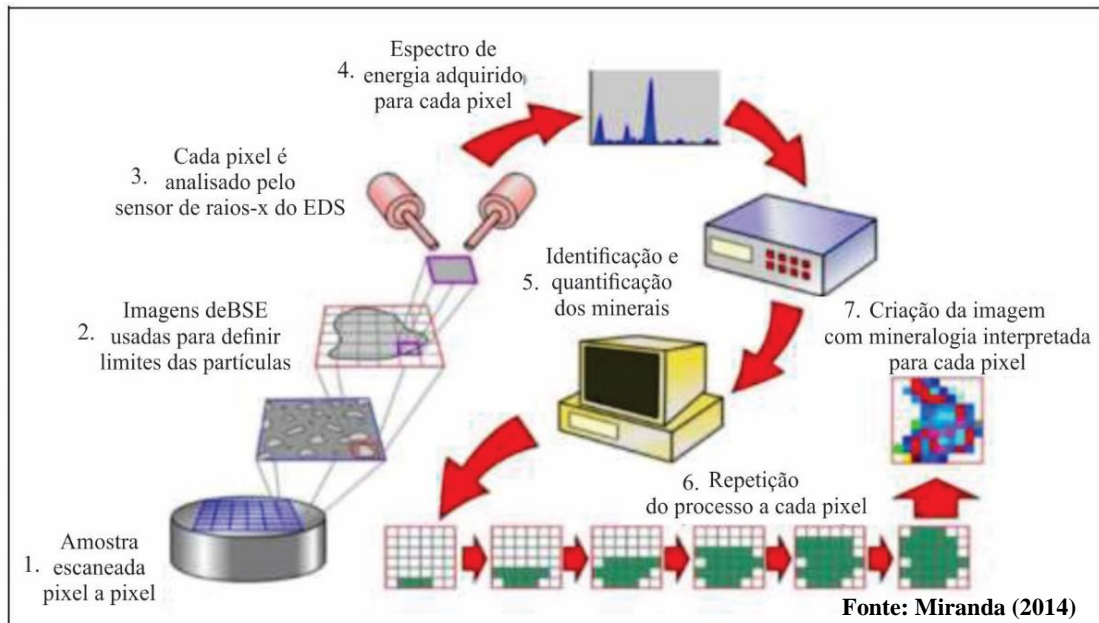 1. Amostra
escaneada
pixel a pixel
2. Imagens deBSE
usadas para definir
limites das partículas
3. Cada pixel é
analisado pelo
sensor de raios-x do EDS
4. Espectro de
energia adquirido
para cada pixel
5. Identificação e
quantificação
dos minerais
6. Repetição
do processo a cada pixel
7. Criação da imagem
com mineralogia interpretada
para cada pixel
Fonte: Miranda (2014)